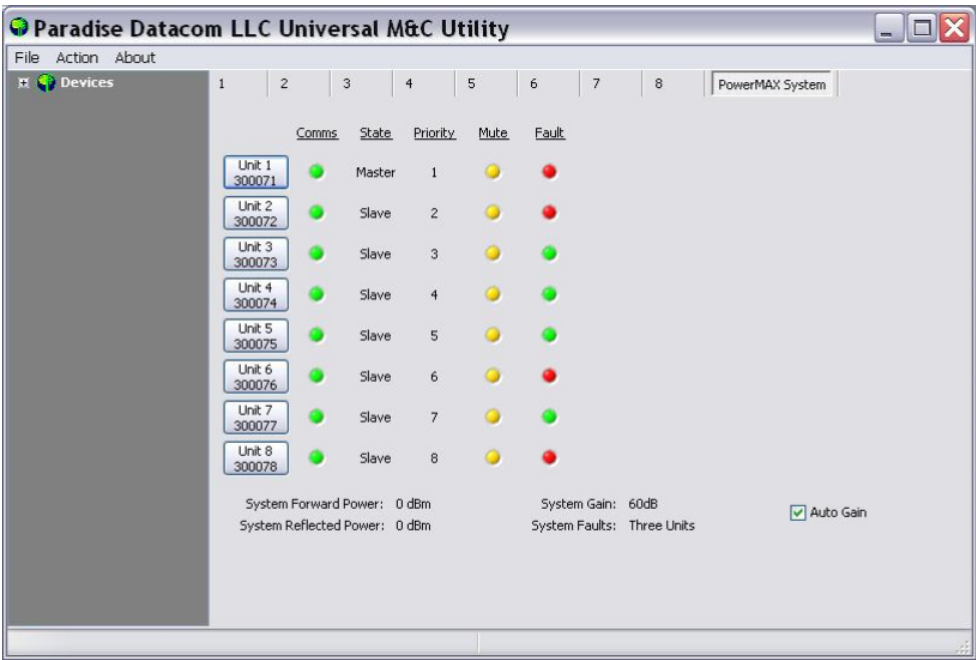 Paradise Datacom LLC Universal M&C Utility
File Action About
Devices
1 2 3 4 5 6 7 8 PowerMAX System
Comms State Priority Mute Fault
Unit 1
300071
Master 1
Unit 2
300072
Slave 2
Unit 3
300073
Slave 3
Unit 4
300074
Slave 4
Unit 5
300075
Slave 5
Unit 6
300076
Slave 6
Unit 7
300077
Slave 7
Unit 8
300078
Slave 8
System Forward Power: 0 dBm System Gain: 60dB
Auto Gain
System Reflected Power: 0 dBm System Faults: Three Units